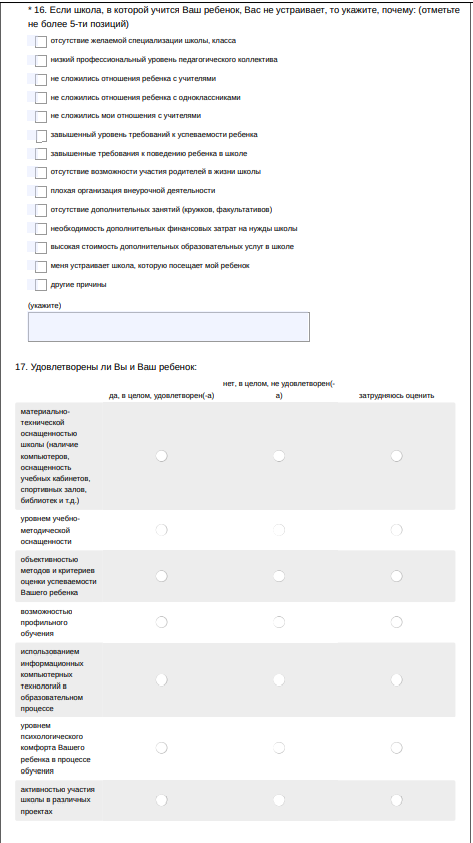 * 16. Если школа, в которой учится Ваш ребенок, Вас не устраивает, то укажите, почему: (отметьте
не более 5-ти позиций)
отсутствие желаемой специализации школы, класса
низкий профессиональный уровень педагогического коллектива
не сложились отношения ребенка с учителями
не сложились отношения ребенка с одноклассниками
не сложились мои отношения с учителями
завышенный уровень требований к успеваемости ребенка
завышенные требования к поведению ребенка в школе
отсутствие возможности участия родителей в жизни школы
плохая организация внеурочной деятельности
отсутствие дополнительных занятий (кружков, факультативов)
необходимость дополнительных финансовых затрат на нужды школы
высокая стоимость дополнительных образовательных услуг в школе
меня устраивает школа, которую посещает мой ребенок
другие причины
(укажите)
17. Удовлетворены ли Вы и Ваш ребенок:
нет, в целом, не удовлетворен(-
да, в целом, удовлетворен(-а) а) затрудняюсь оценить
материально-
технической
оснащенностью
школы (наличие
компьютеров,
оснащенность
учебных кабинетов,
спортивных залов,
библиотек и т.д.)
уровнем учебно-
методической
оснащенности
объективностью
методов и критериев
оценки успеваемости
Вашего ребенка
возможностью
профильного
обучения
использованием
информационных
компьютерных
технологий в
образовательном
процессе
уровнем
психологического
комфорта Вашего
ребенка в процессе
обучения
активностью участия
школы в различных
проектах